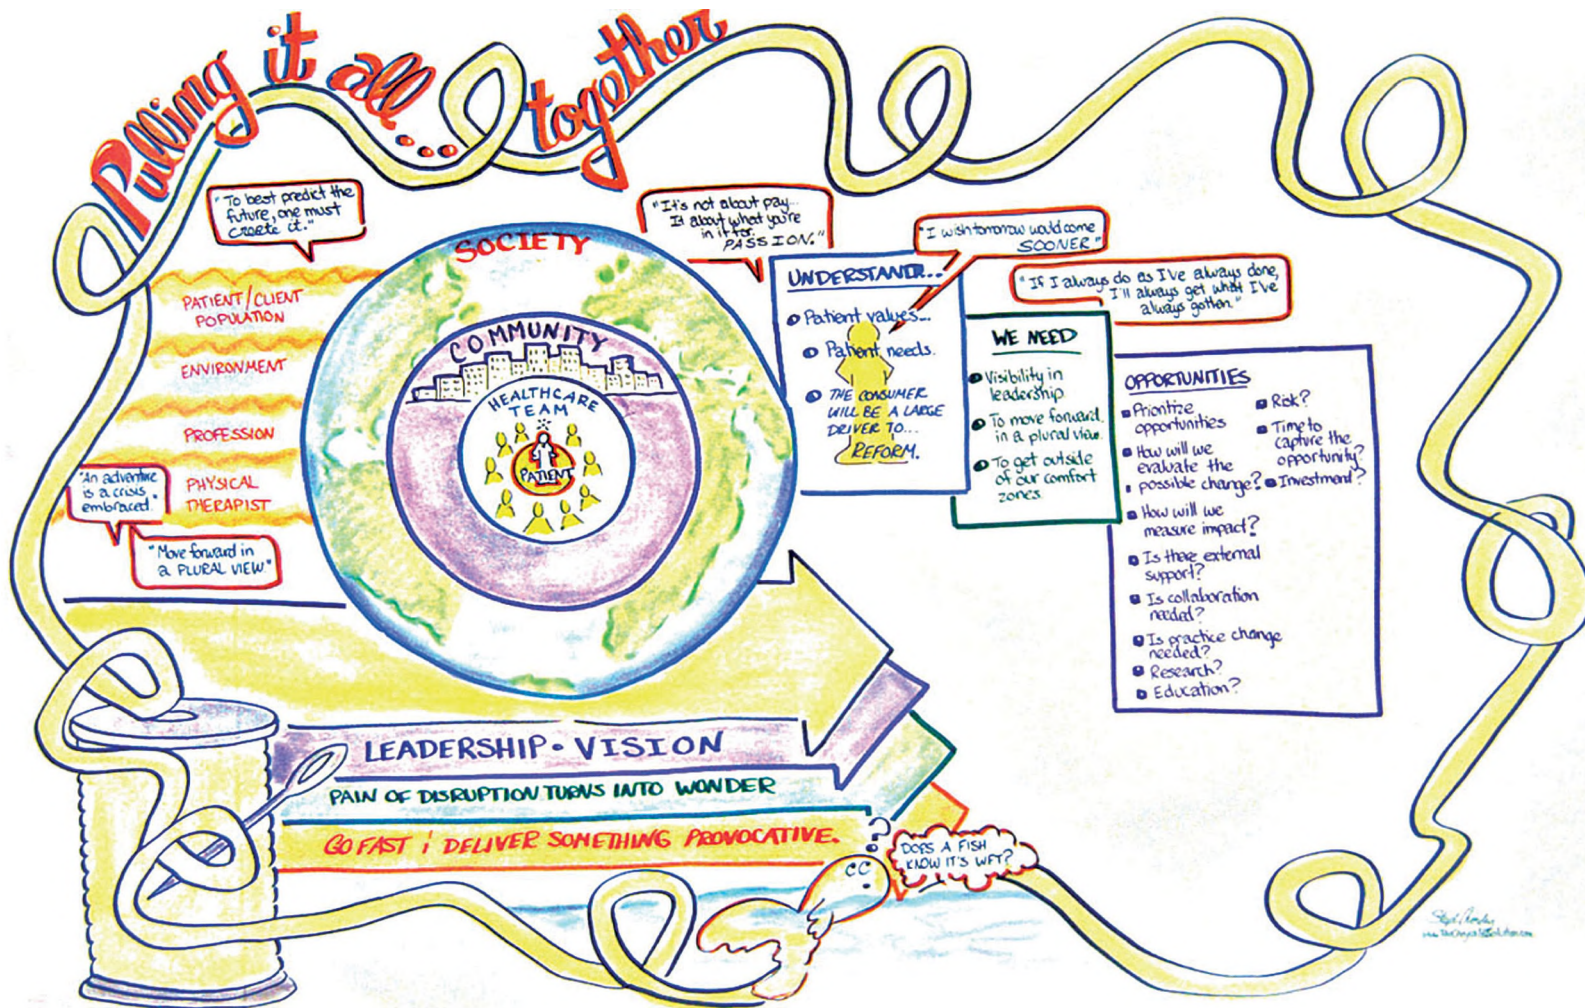 Pulling it all... together
"To best predict the
future, one must
create it."
PATIENT/CLIENT
POPULATION
ENVIRONMENT
PROFESSION
PHYSICAL
THERAPIST
"An adventure
is a crisis
embraced."
"Move forward in
a PLURAL VIEW"
SOCIETY
COMMUNITY
HEALTHCARE
TEAM
PATIENT
"It's not about pay...
It about what you're
in it for.
PASSION."
"I wish tomorrow would come
SOONER"
"If I always do as I've always done,
I'll always get what I've
always gotten."
UNDERSTAND...
Patient values...
Patient needs.
THE CONSUMER
WILL BE A LARGE
DRIVER TO...
REFORM.
WE NEED
Visibility in
leadership
To move forward
in a plural view.
To get outside
of our comfort
zones.
OPPORTUNITIES
Prioritize
opportunities
How will we
evaluate the
possible change?
How will we
measure impact?
Is there external
support?
Is collaboration
needed?
Is practice change
needed?
Research?
Education?
Risk?
Time to
capture the
opportunity?
Investment?
LEADERSHIP • VISION
PAIN OF DISRUPTION TURNS INTO WONDER
GO FAST ; DELIVER SOMETHING PROVOCATIVE.
?
CC
DOES A FISH
KNOW IT'S WET?